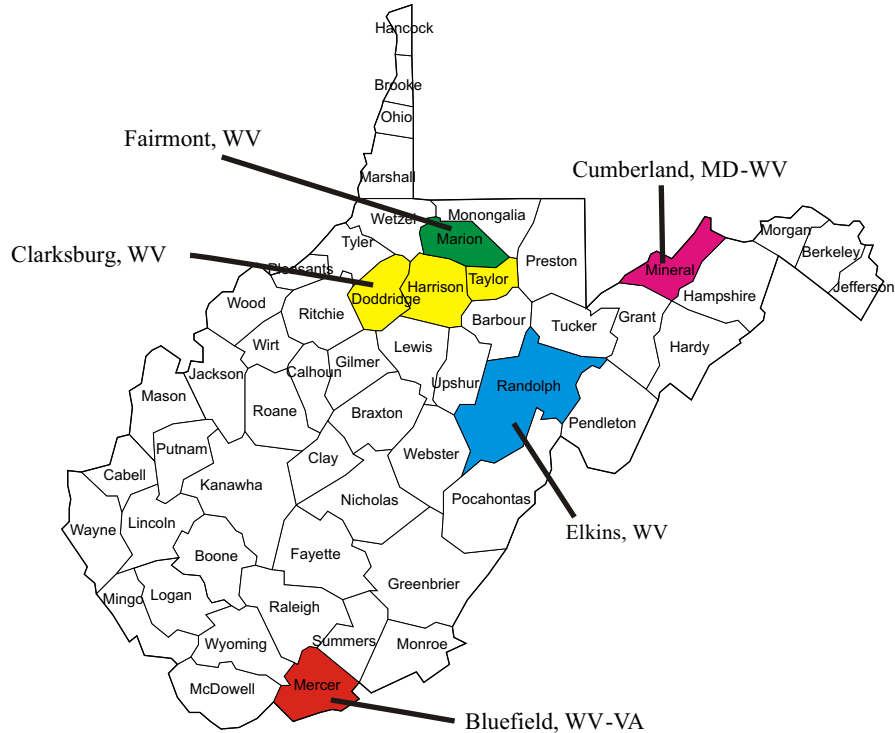 Hancock
Brooke
Ohio
Fairmont, WV
Cumberland, MD-WV
Marshall
Wetzel
Monongalia
Morgan
Tyler
Marion
Berkeley
Clarksburg, WV
Preston
Pleasants
Mineral
Taylor
Harrison
Jefferson
Doddridge
Hampshire
Wood
Ritchie
Barbour
Grant
Tucker
Wirt
Lewis
Hardy
Gilmer
Calhoun
Jackson
Upshur
Randolph
Mason
Roane
Braxton
Pendleton
Putnam
Webster
Clay
Cabell
Kanawha
Nicholas
Pocahontas
Lincoln
Wayne
Elkins, WV
Boone
Fayette
Greenbrier
Mingo
Logan
Raleigh
Wyoming
Summers
Monroe
McDowell
Mercer
Bluefield, WV-VA